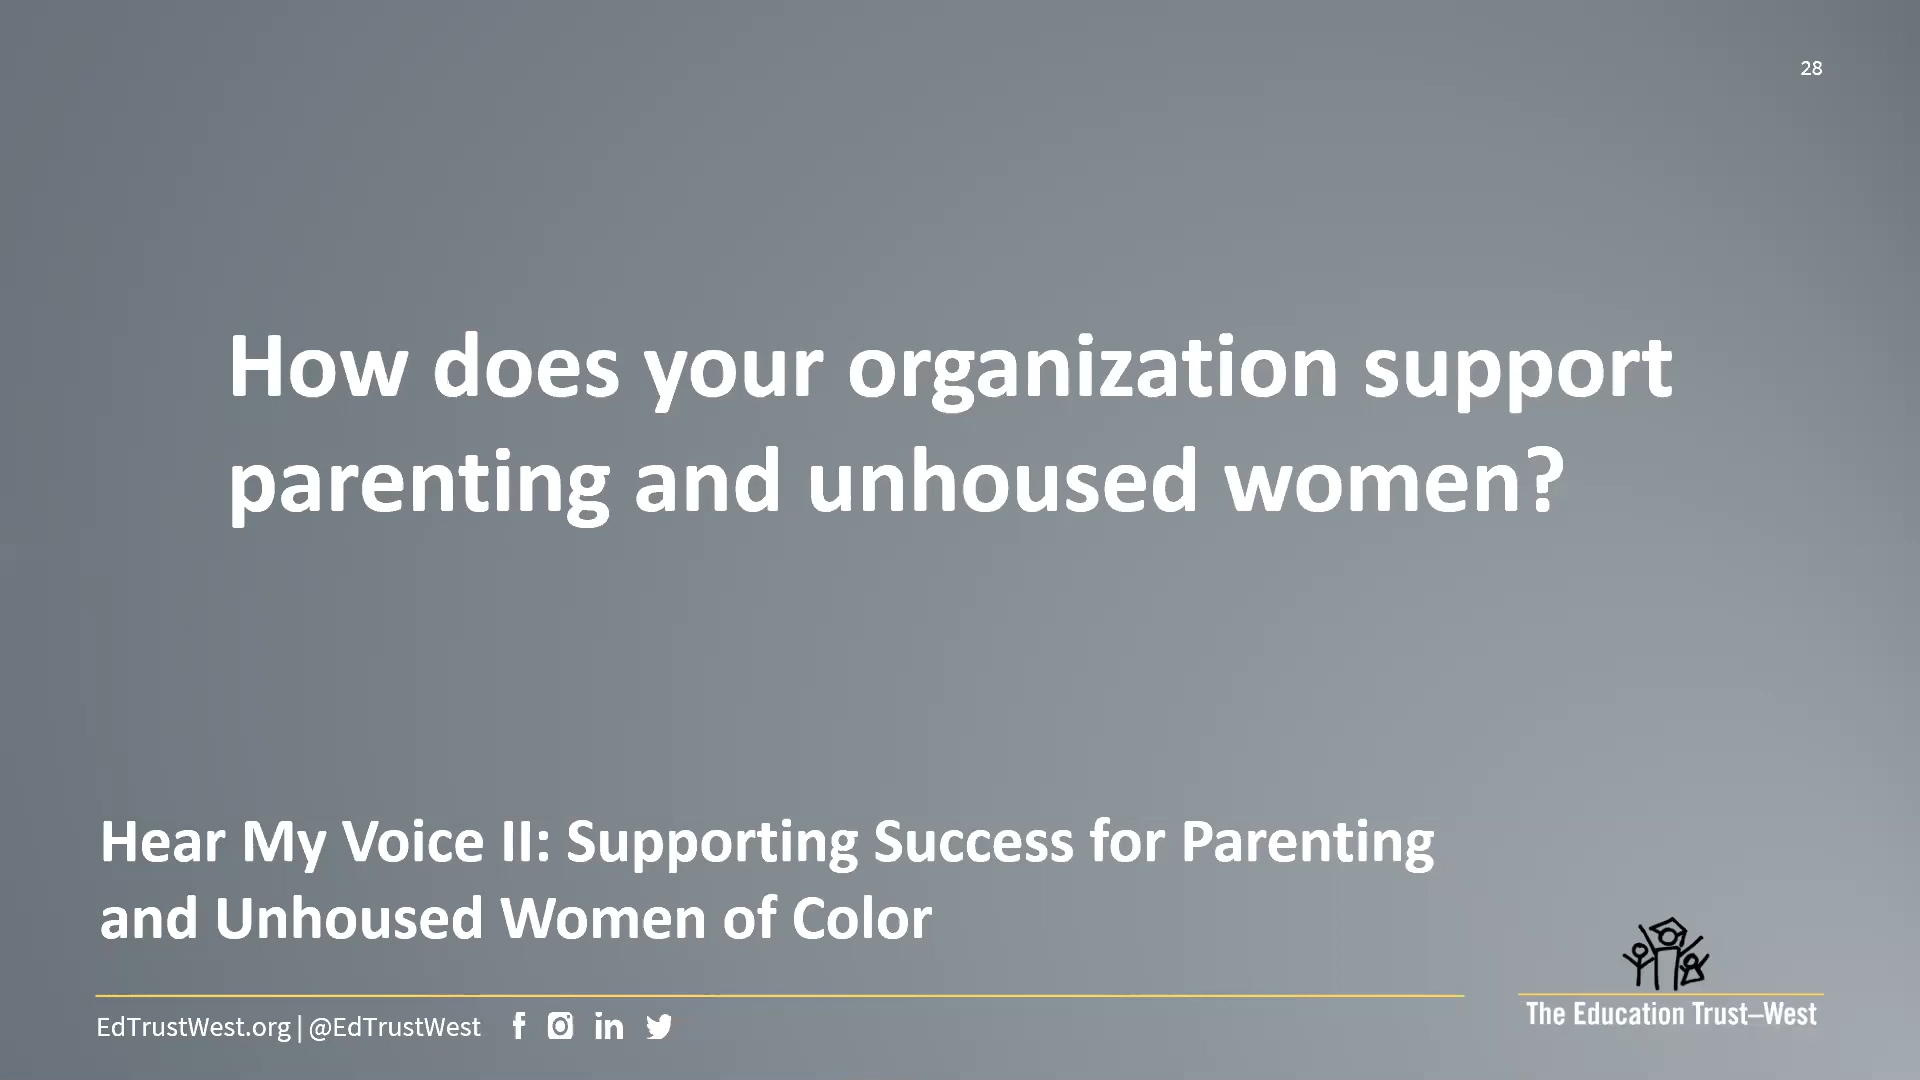 28
How does your organization support
parenting and unhoused women?
Hear My Voice II: Supporting Success for Parenting
and Unhoused Women of Color
EdTrustWest.org | @EdTrustWest
The Education Trust–West